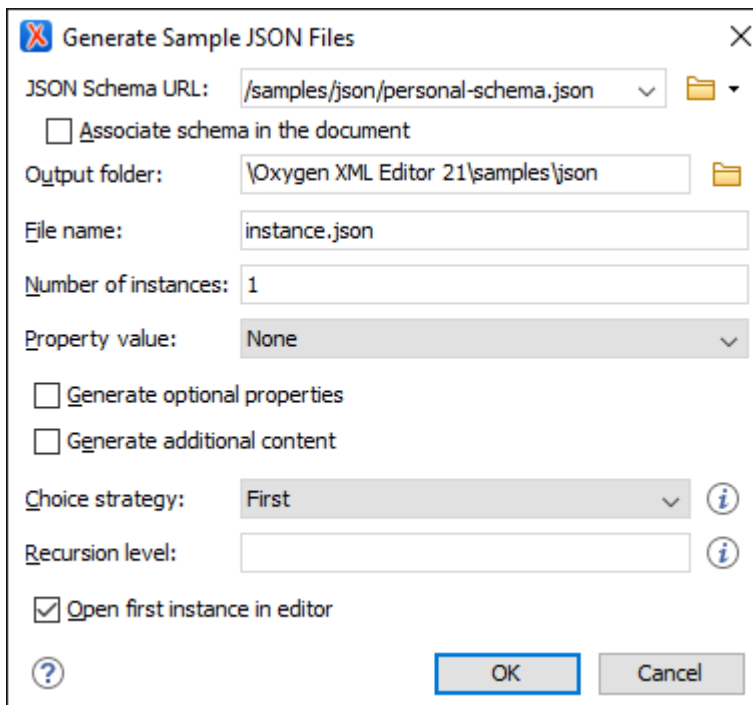 Generate Sample JSON Files
JSON Schema URL: /samples/json/personal-schema.json
Associate schema in the document
Output folder: \Oxygen XML Editor 21\samples\json
File name: instance.json
Number of instances: 1
Property value: None
Generate optional properties
Generate additional content
Choice strategy: First
Recursion level:
Open first instance in editor
OK Cancel